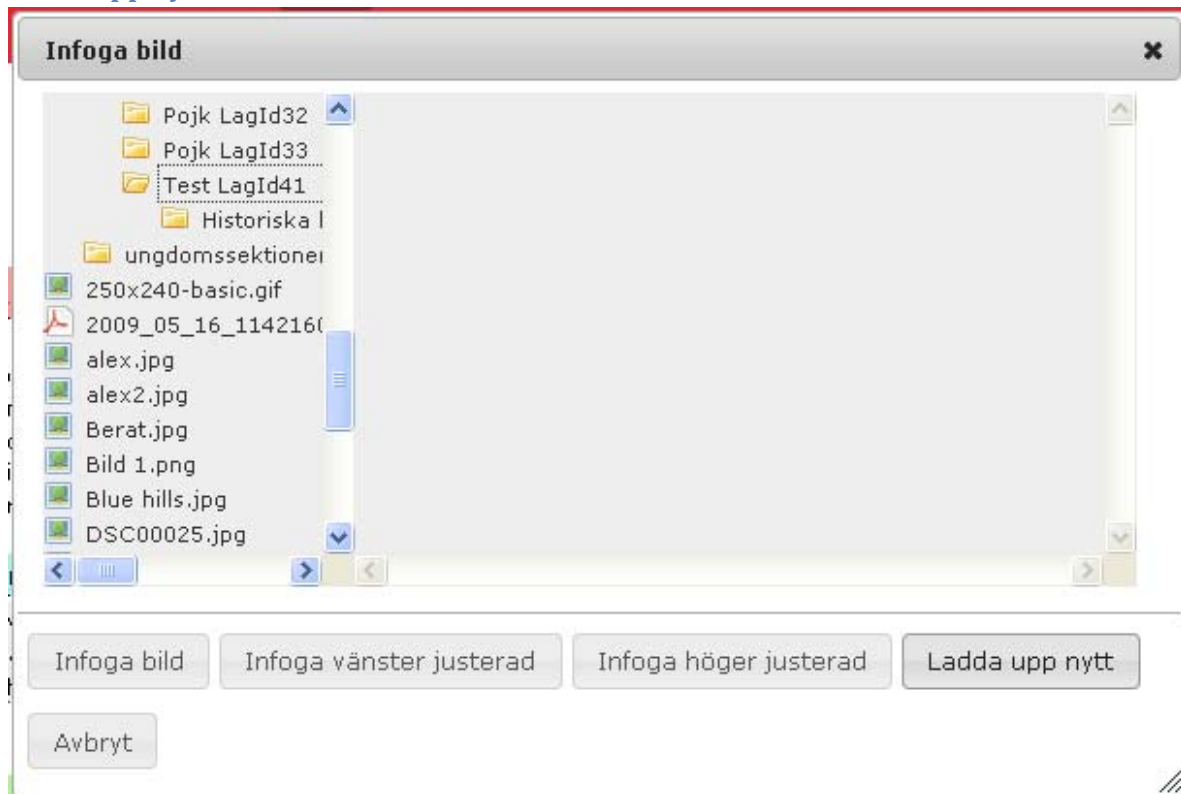 Infoga bild
Pojk LagId32
Pojk LagId33
Test LagId41
Historiska
ungdomssektionen
250x240-basic.gif
2009_05_16_114216
alex.jpg
alex2.jpg
Berat.jpg
Bild 1.png
Blue hills.jpg
DSC00025.jpg
Infoga bild
Infoga vänster justerad
Infoga höger justerad
Ladda upp nytt
Avbryt